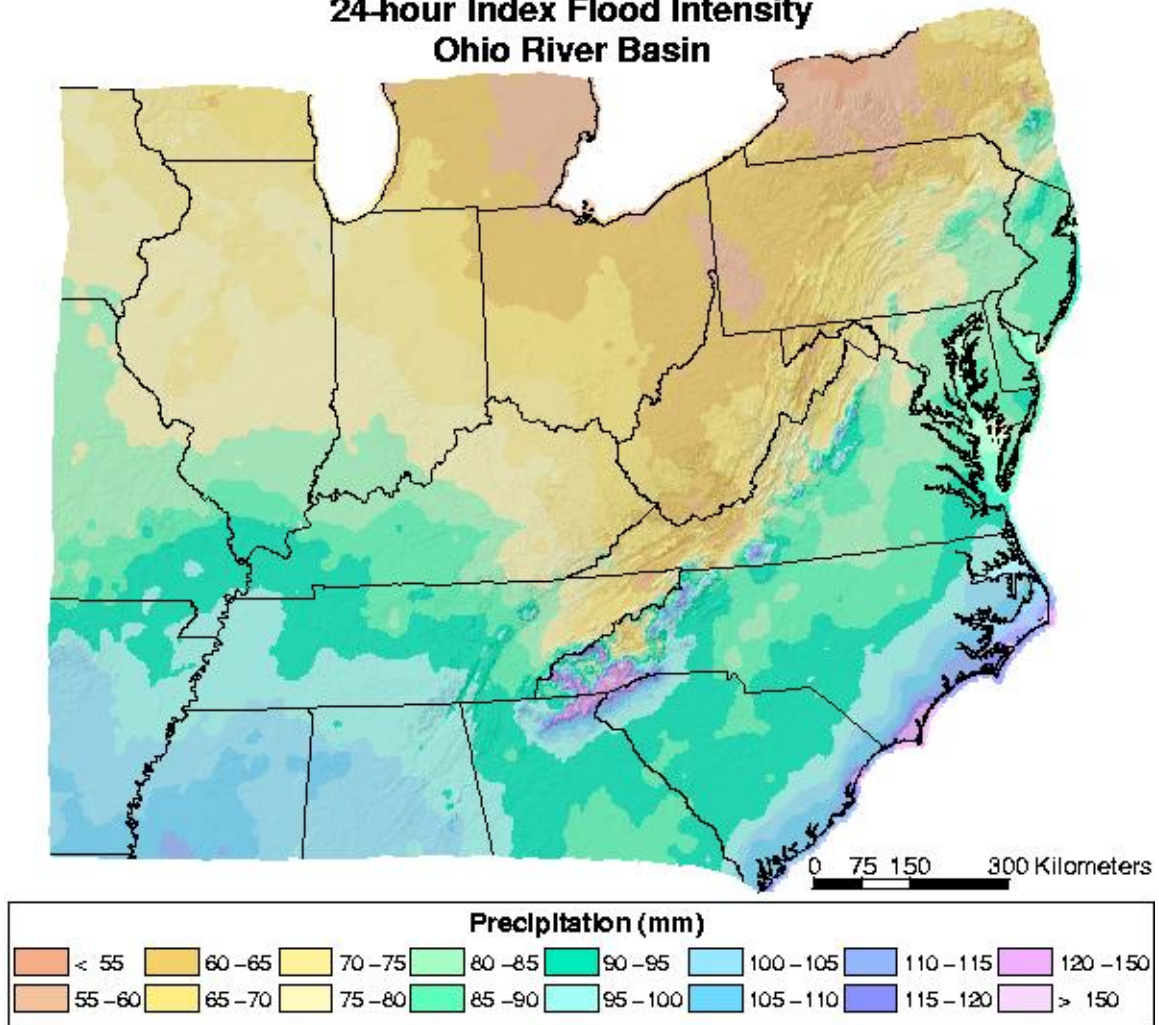 24-hour Index Flood Intensity
Ohio River Basin
0 75 150 300 Kilometers
Precipitation (mm)
< 55 60 -65 70 -75 80 -85 90 -95 100 -105 110 -115 120 -150
55 -60 65 -70 75 -80 85 -90 95 -100 105 -110 115 -120 > 150